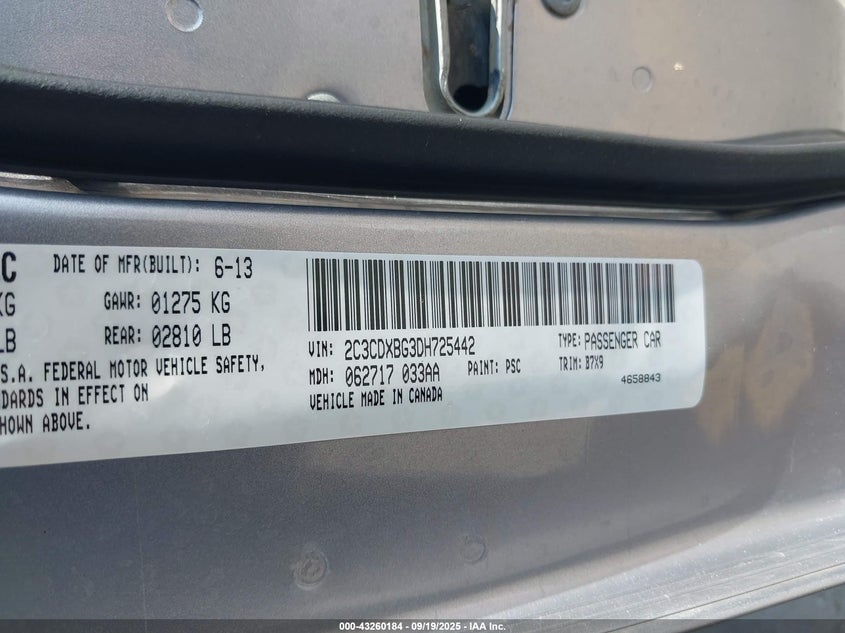 C DATE OF MFR(BUILT): 6-13
KG GAWR: 01275 KG
LB REAR: 02810 LB
S.A. FEDERAL MOTOR VEHICLE SAFETY,
DARDS IN EFFECT ON
HOWN ABOVE.
VIN: 2C3CDXBG3DH725442 TYPE: PASSENGER CAR
MDH: 062717 033AA PAINT: PSC TRIM: B7X9
VEHICLE MADE IN CANADA 4658843
000-43260184 - 09/19/2025 - IAA Inc.